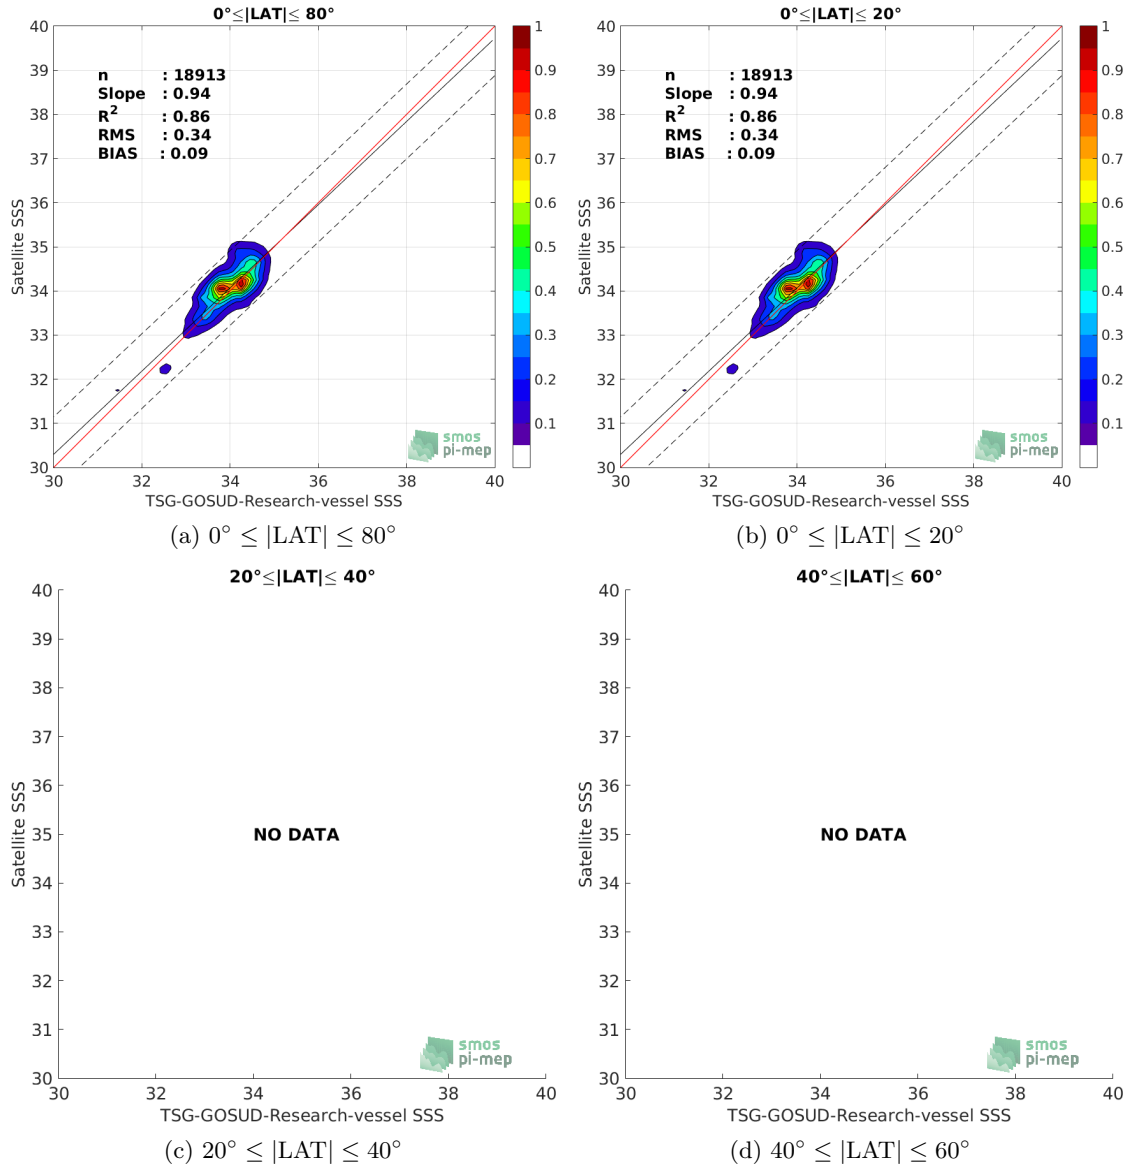 0°≤|LAT|≤ 80°
40
39
38
37
36
35
34
33
32
31
30
Satellite SSS
n : 18913
Slope : 0.94
R² : 0.86
RMS : 0.34
BIAS : 0.09
smos
pi-mep
30 32 34 36 38 40
TSG-GOSUD-Research-vessel SSS
1
0.9
0.8
0.7
0.6
0.5
0.4
0.3
0.2
0.1
(a) 0° ≤ |LAT| ≤ 80°
0°≤|LAT|≤ 20°
40
39
38
37
36
35
34
33
32
31
30
Satellite SSS
n : 18913
Slope : 0.94
R² : 0.86
RMS : 0.34
BIAS : 0.09
smos
pi-mep
30 32 34 36 38 40
TSG-GOSUD-Research-vessel SSS
1
0.9
0.8
0.7
0.6
0.5
0.4
0.3
0.2
0.1
(b) 0° ≤ |LAT| ≤ 20°
20°≤|LAT|≤ 40°
40
39
38
37
36
35
34
33
32
31
30
Satellite SSS
NO DATA
smos
pi-mep
30 32 34 36 38 40
TSG-GOSUD-Research-vessel SSS
(c) 20° ≤ |LAT| ≤ 40°
40°≤|LAT|≤ 60°
40
39
38
37
36
35
34
33
32
31
30
Satellite SSS
NO DATA
smos
pi-mep
30 32 34 36 38 40
TSG-GOSUD-Research-vessel SSS
(d) 40° ≤ |LAT| ≤ 60°